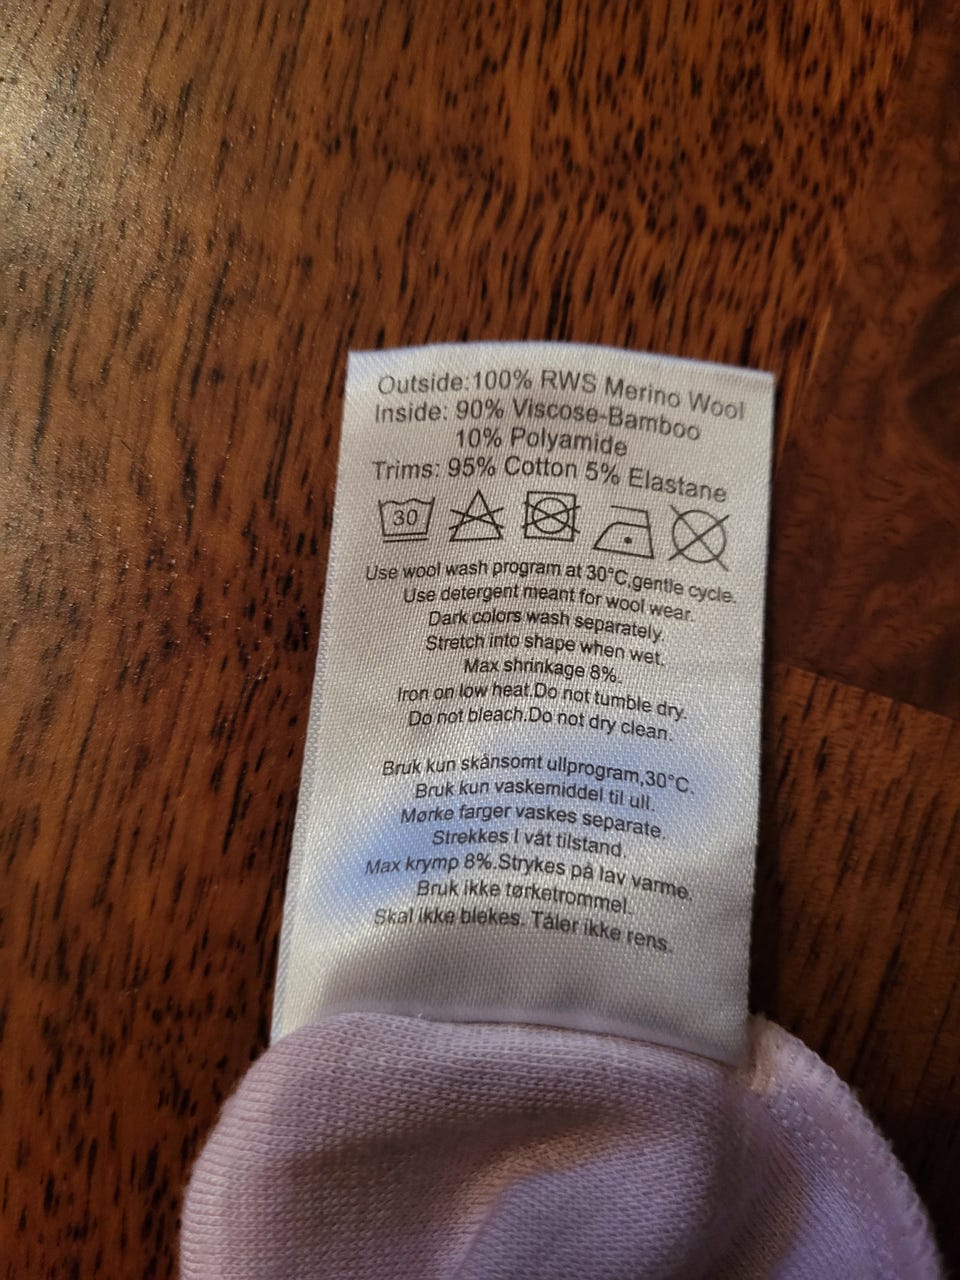 Outside:100% RWS Merino Wool
Inside: 90% Viscose-Bamboo
10% Polyamide
Trims: 95% Cotton 5% Elastane
30
Use wool wash program at 30°C,gentle cycle.
Use detergent meant for wool wear.
Dark colors wash separately.
Stretch into shape when wet.
Max shrinkage 8%.
Iron on low heat.Do not tumble dry.
Do not bleach.Do not dry clean.
Bruk kun skånsomt ullprogram,30°C.
Bruk kun vaskemiddel til ull.
Mørke farger vaskes separate.
Strekkes I våt tilstand.
Max krymp 8%.Strykes på lav varme.
Bruk ikke tørketrommel.
Skal ikke blekes. Tåler ikke rens.